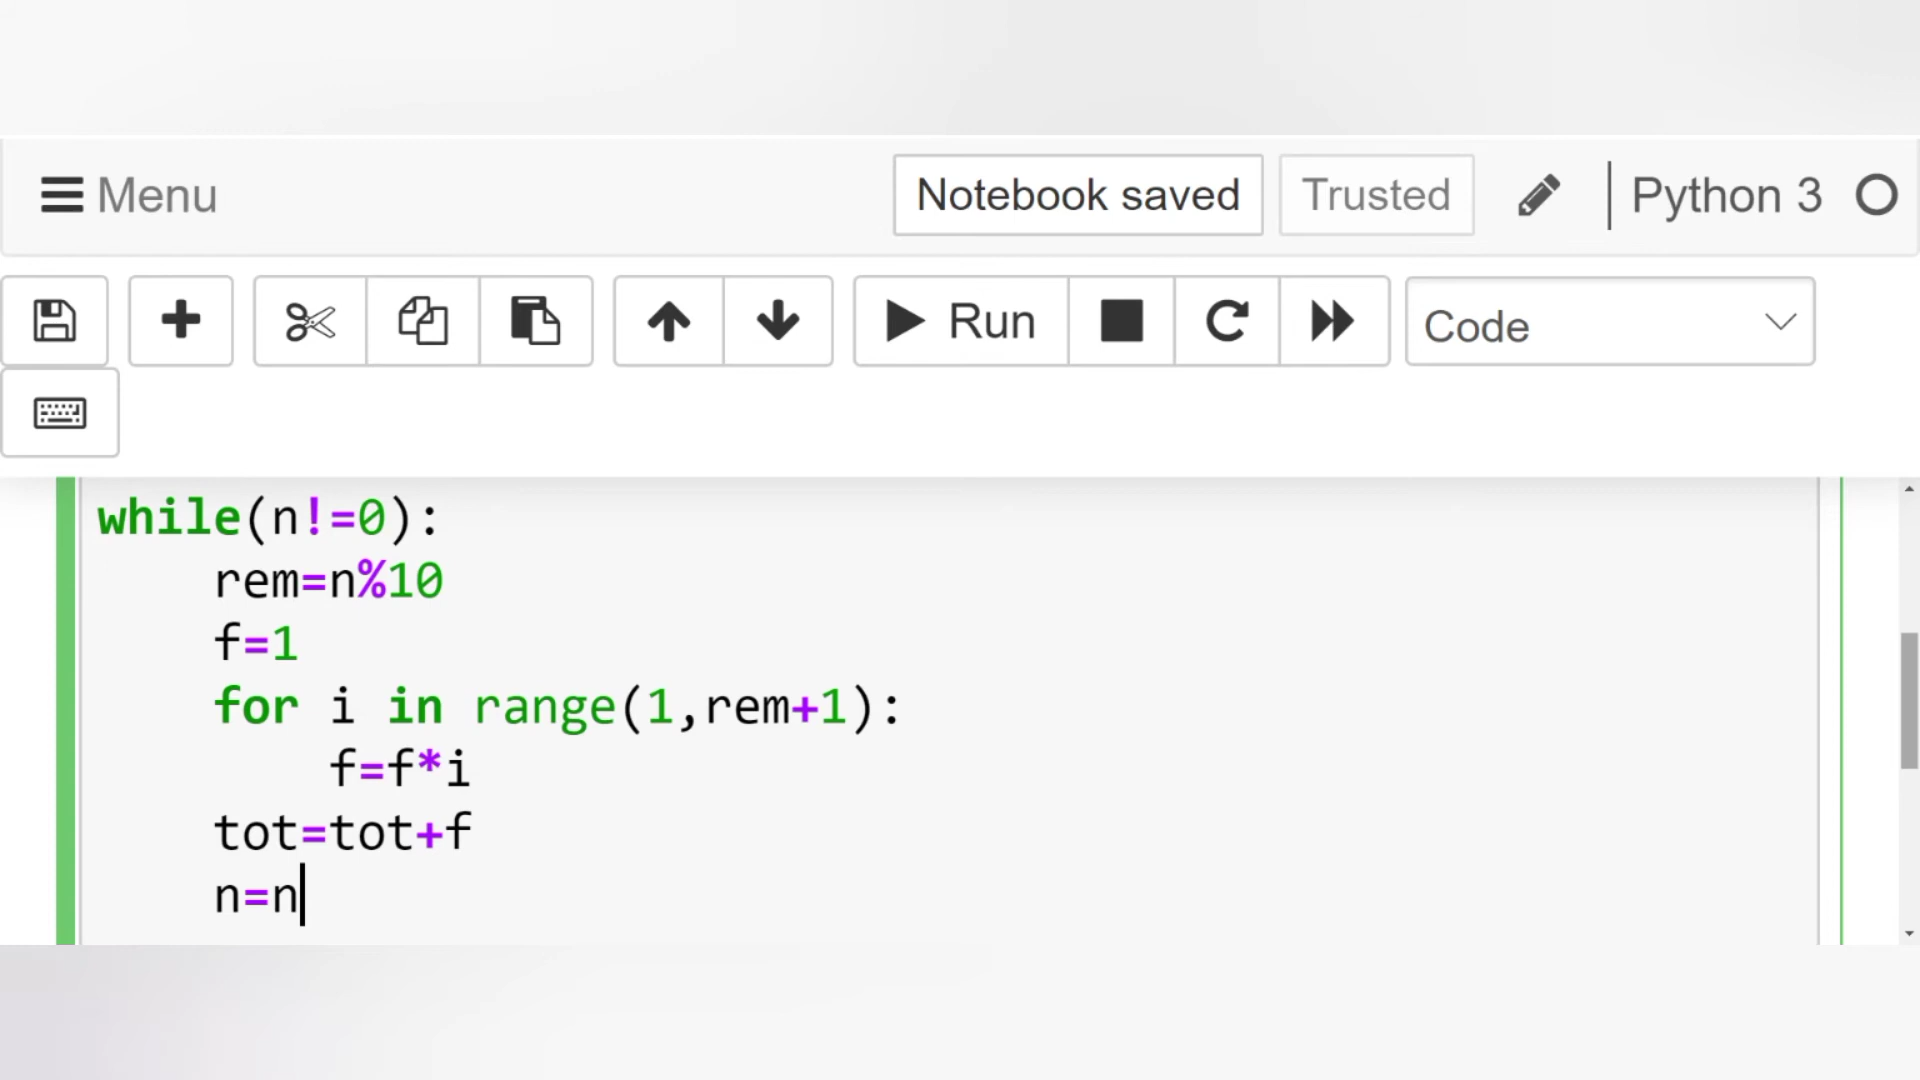 Menu
Notebook saved
Trusted
Python 3
Run
Code
while(n!=0):
    rem=n%10
    f=1
    for i in range(1,rem+1):
        f=f*i
    tot=tot+f
    n=n